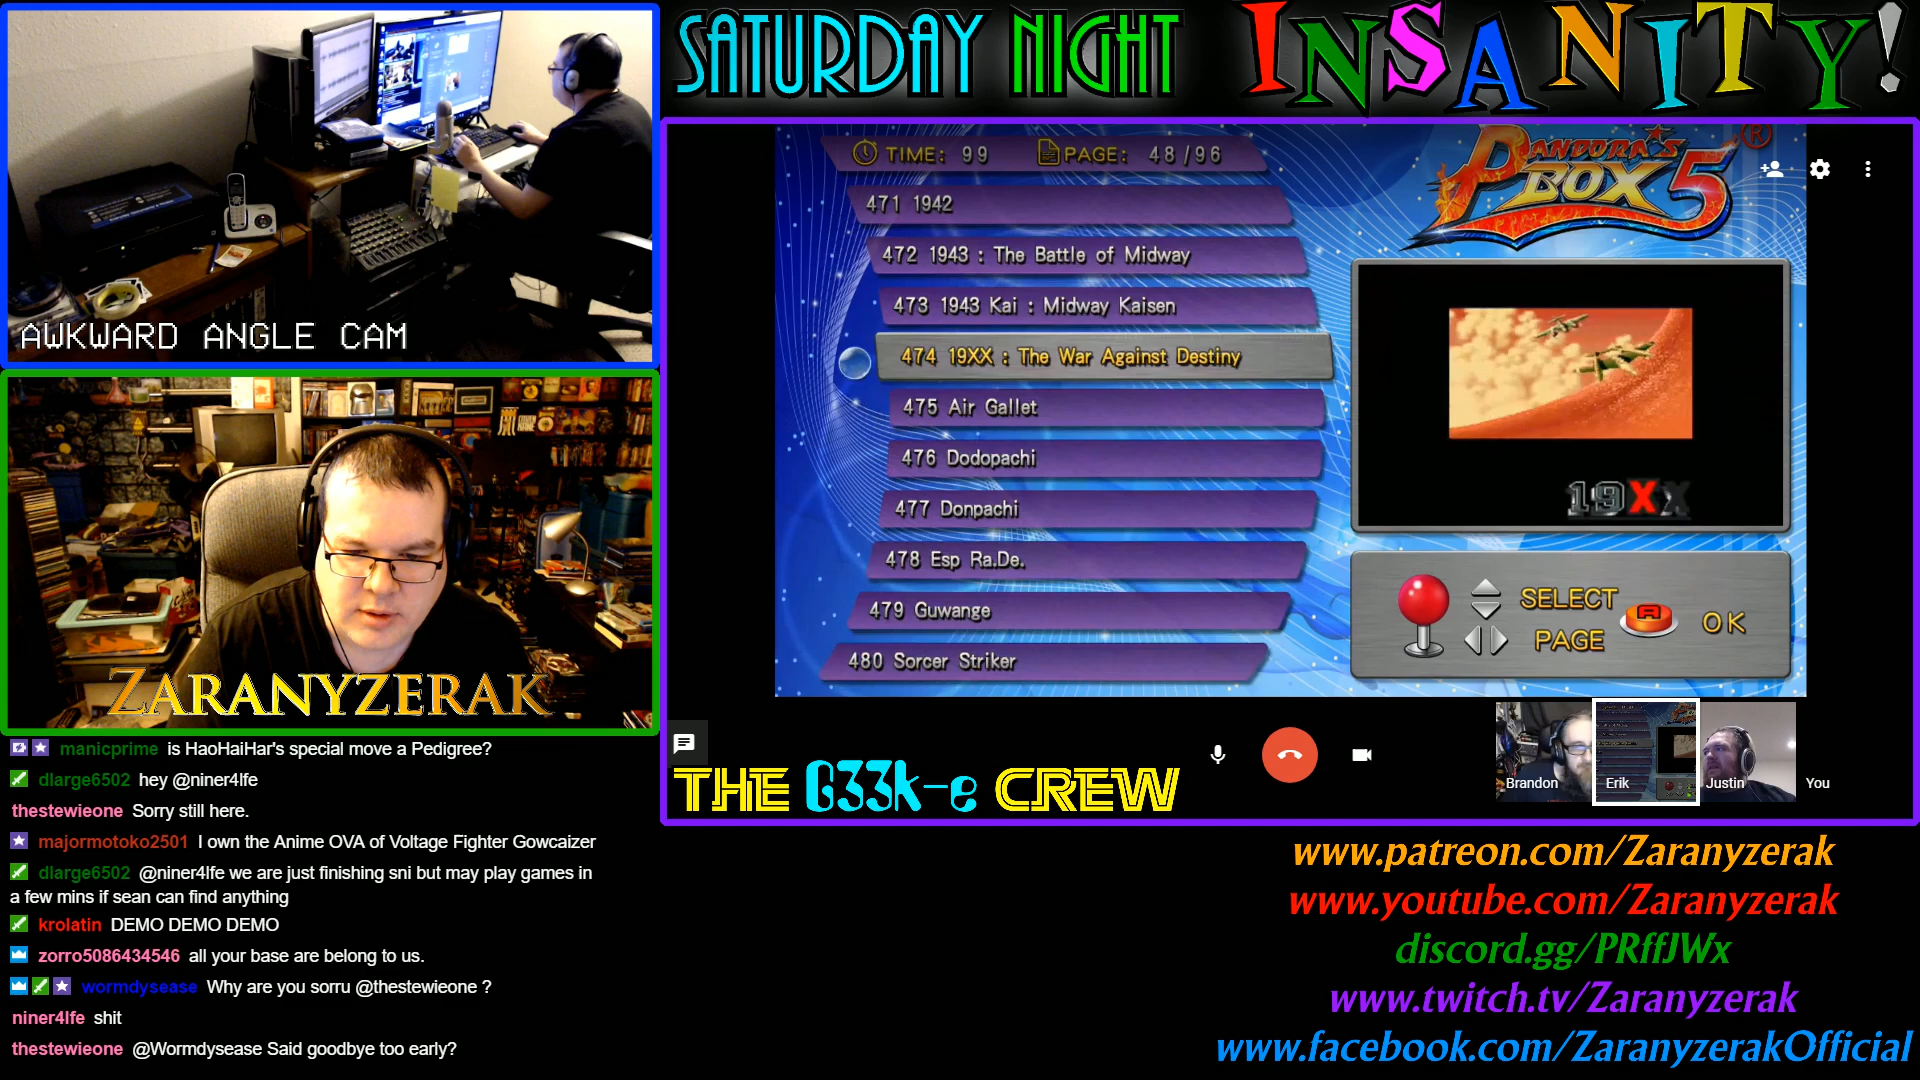 SATURDAY NIGHT INSANITY!
AWKWARD ANGLE CAM
ZARANYZERAK
TIME: 99 PAGE: 48/96
471 1942
472 1943 : The Battle of Midway
473 1943 Kai : Midway Kaisen
474 19XX : The War Against Destiny
475 Air Gallet
476 Dodopachi
477 Donpachi
478 Esp Ra.De.
479 Guwange
480 Sorcer Striker
PANDORA'S BOX 5 ®
19XX
SELECT
PAGE
A OK
Brandon Erik Justin You
THE G33k-e CREW
manicprime is HaoHaiHar's special move a Pedigree?
dlarge6502 hey @niner4lfe
thestewieone Sorry still here.
majormotoko2501 I own the Anime OVA of Voltage Fighter Gowcaizer
dlarge6502 @niner4lfe we are just finishing sni but may play games in
a few mins if sean can find anything
krolatin DEMO DEMO DEMO
zorro5086434546 all your base are belong to us.
wormdysease Why are you sorru @thestewieone ?
niner4lfe shit
thestewieone @Wormdysease Said goodbye too early?
www.patreon.com/Zaranyzerak
www.youtube.com/Zaranyzerak
discord.gg/PRffJWx
www.twitch.tv/Zaranyzerak
www.facebook.com/ZaranyzerakOfficial